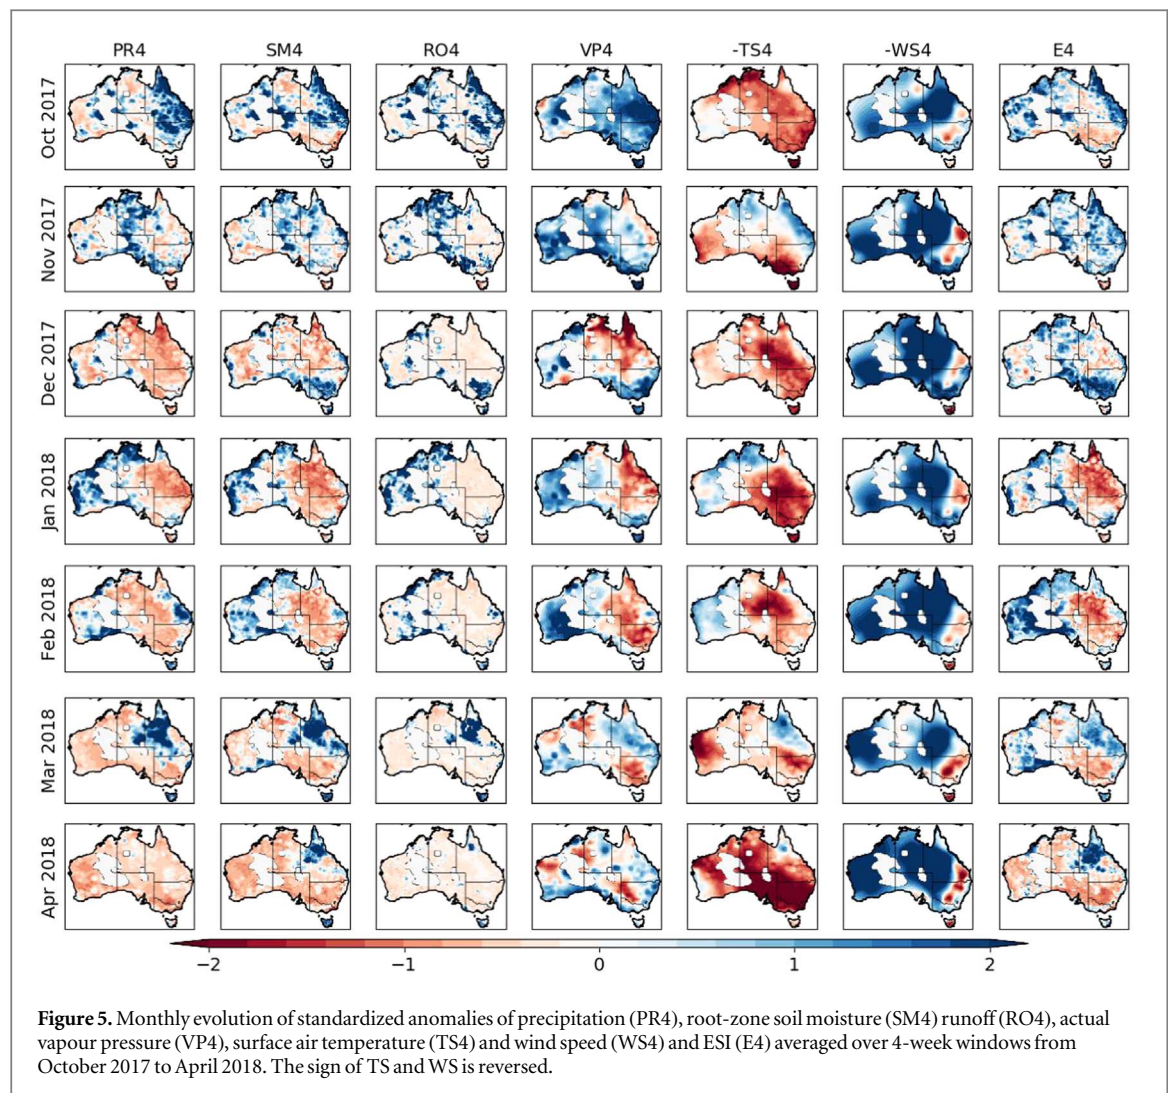 PR4 SM4 RO4 VP4 -TS4 -WS4 E4
Oct 2017
Nov 2017
Dec 2017
Jan 2018
Feb 2018
Mar 2018
Apr 2018
−2 −1 0 1 2
Figure 5. Monthly evolution of standardized anomalies of precipitation (PR4), root-zone soil moisture (SM4) runoff (RO4), actual
vapour pressure (VP4), surface air temperature (TS4) and wind speed (WS4) and ESI (E4) averaged over 4-week windows from
October 2017 to April 2018. The sign of TS and WS is reversed.